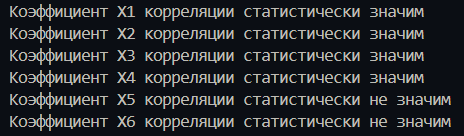 Коэффициент X1 корреляции статистически значим
Коэффициент X2 корреляции статистически значим
Коэффициент X3 корреляции статистически значим
Коэффициент X4 корреляции статистически значим
Коэффициент X5 корреляции статистически не значим
Коэффициент X6 корреляции статистически не значим